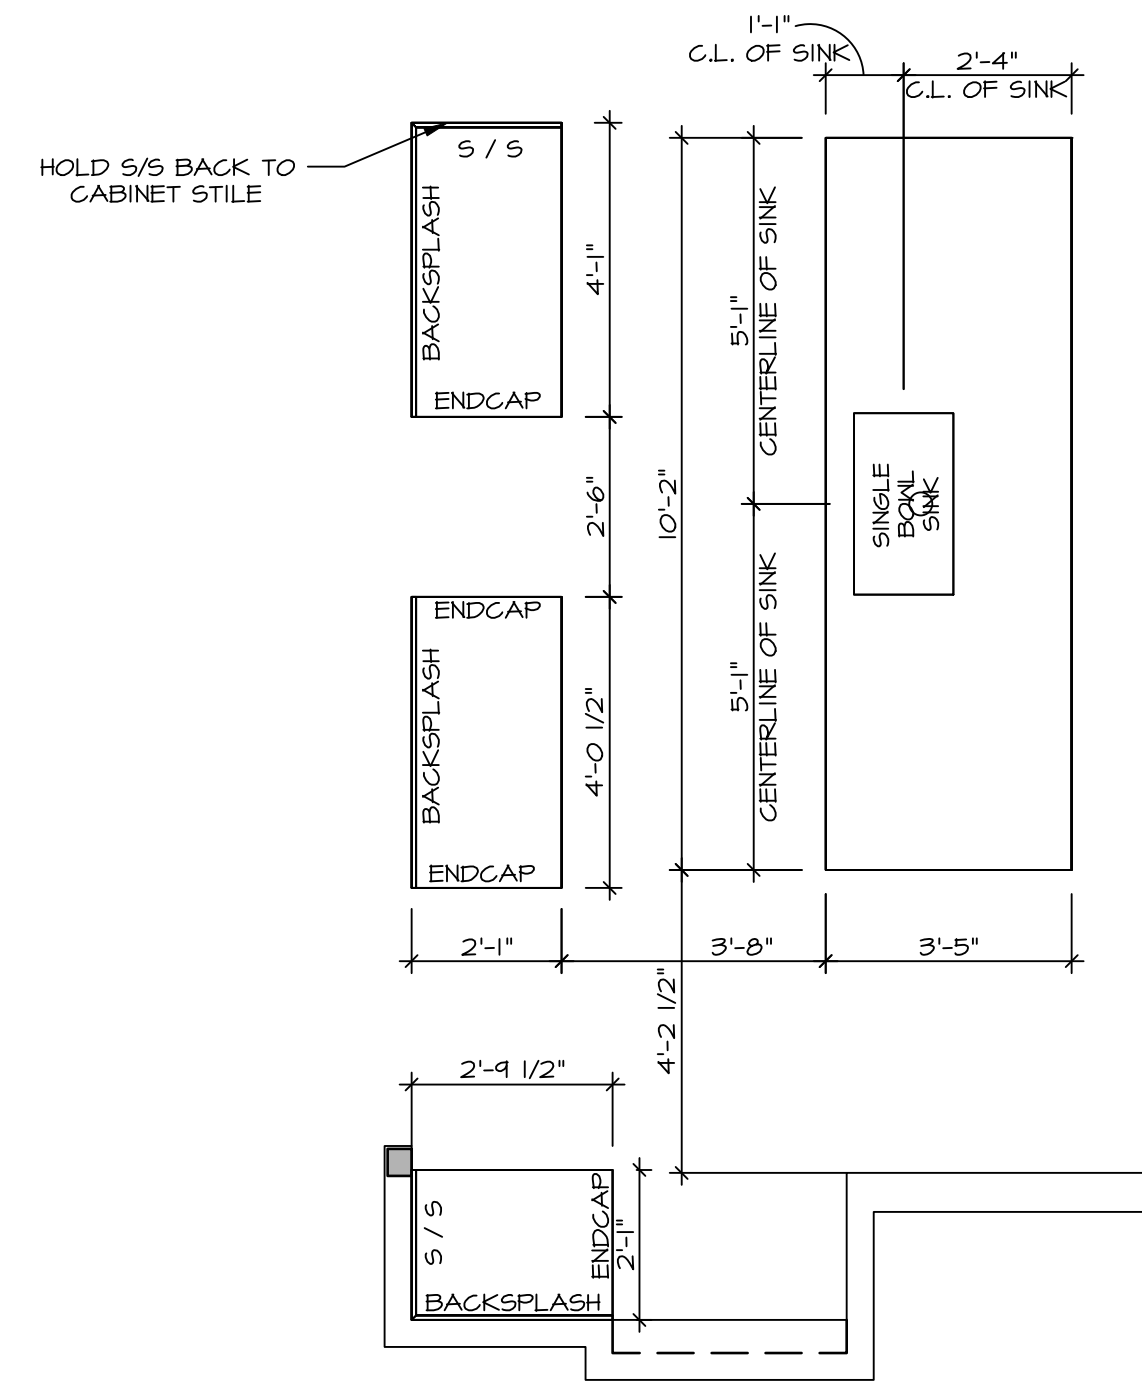 1'-1"
C.L. OF SINK
2'-4"
C.L. OF SINK
HOLD S/S BACK TO
CABINET STILE
S / S
BACKSPLASH
ENDCAP
4'-1"
2'-6"
10'-2"
5'-1"
CENTERLINE OF SINK
SINGLE
BOWL
SINK
ENDCAP
BACKSPLASH
ENDCAP
4'-0 1/2"
5'-1"
CENTERLINE OF SINK
2'-1"
3'-8"
3'-5"
4'-2 1/2"
2'-9 1/2"
S / S
ENDCAP
2'-1"
BACKSPLASH